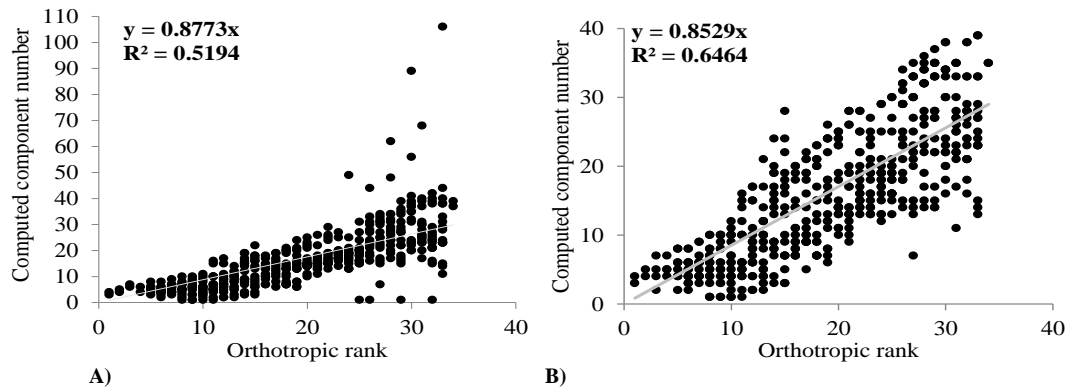 y = 0.8773x
R² = 0.5194
Computed component number
110
100
90
80
70
60
50
40
30
20
10
0
0 10 20 30 40
Orthotropic rank
A)
y = 0.8529x
R² = 0.6464
Computed component number
40
30
20
10
0
0 10 20 30 40
Orthotropic rank
B)